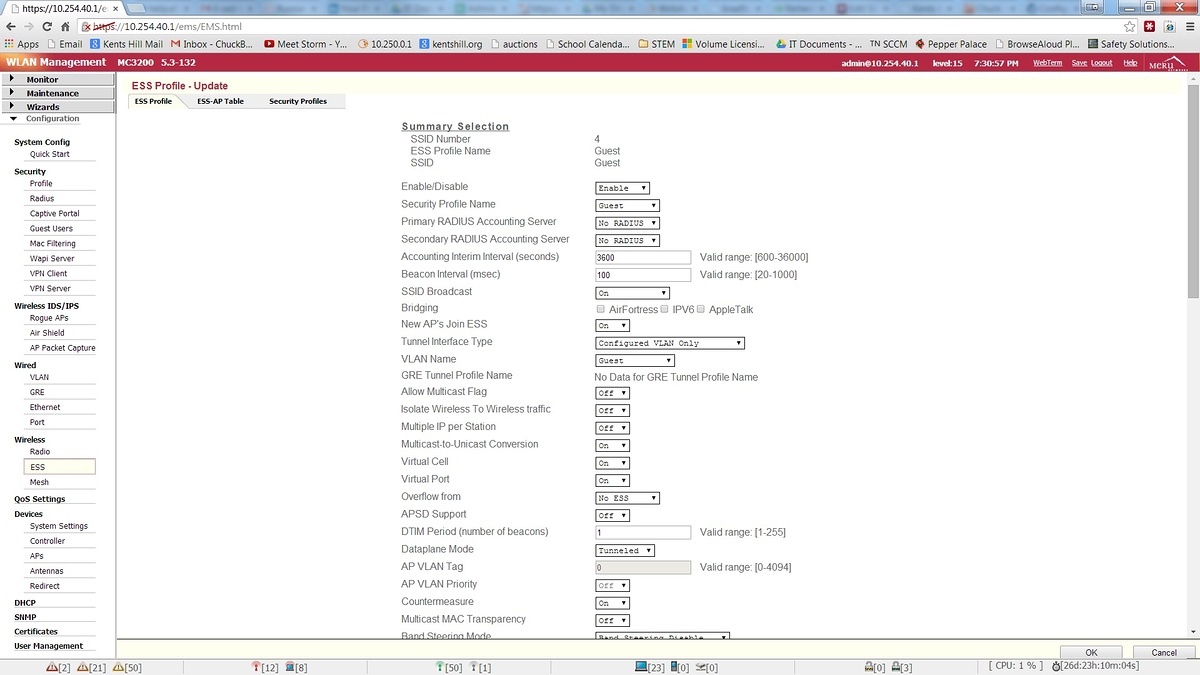 https://10.254.40.1/e
https://10.254.40.1/ems/EMS.html
Apps Email Kents Hill Mail Inbox - ChuckB... Meet Storm - Y... 10.250.0.1 kentshill.org auctions School Calenda... STEM Volume Licensi... IT Documents - ... TN SCCM Pepper Palace BrowseAloud Pl... Safety Solutions...
WLAN Management MC3200 5.3-132 admin@10.254.40.1 level:15 7:30:57 PM WebTerm Save Logout Help MERU
Monitor
Maintenance
Wizards
Configuration
System Config
Quick Start
Security
Profile
Radius
Captive Portal
Guest Users
Mac Filtering
Wapi Server
VPN Client
VPN Server
Wireless IDS/IPS
Rogue APs
Air Shield
AP Packet Capture
Wired
VLAN
GRE
Ethernet
Port
Wireless
Radio
ESS
Mesh
QoS Settings
Devices
System Settings
Controller
APs
Antennas
Redirect
DHCP
SNMP
Certificates
User Management
ESS Profile - Update
ESS Profile ESS-AP Table Security Profiles
Summary Selection
SSID Number 4
ESS Profile Name Guest
SSID Guest
Enable/Disable Enable
Security Profile Name Guest
Primary RADIUS Accounting Server No RADIUS
Secondary RADIUS Accounting Server No RADIUS
Accounting Interim Interval (seconds) 3600 Valid range: [600-36000]
Beacon Interval (msec) 100 Valid range: [20-1000]
SSID Broadcast On
Bridging AirFortress IPV6 AppleTalk
New AP's Join ESS On
Tunnel Interface Type Configured VLAN Only
VLAN Name Guest
GRE Tunnel Profile Name No Data for GRE Tunnel Profile Name
Allow Multicast Flag Off
Isolate Wireless To Wireless traffic Off
Multiple IP per Station Off
Multicast-to-Unicast Conversion On
Virtual Cell On
Virtual Port On
Overflow from No ESS
APSD Support Off
DTIM Period (number of beacons) 1 Valid range: [1-255]
Dataplane Mode Tunneled
AP VLAN Tag 0 Valid range: [0-4094]
AP VLAN Priority Off
Countermeasure On
Multicast MAC Transparency Off
Band Steering Mode Band Steering Disable
OK Cancel
[2] [21] [50] [12] [8] [50] [1] [23] [0] [0] [0] [3] [ CPU: 1 % ] [26d:23h:10m:04s]